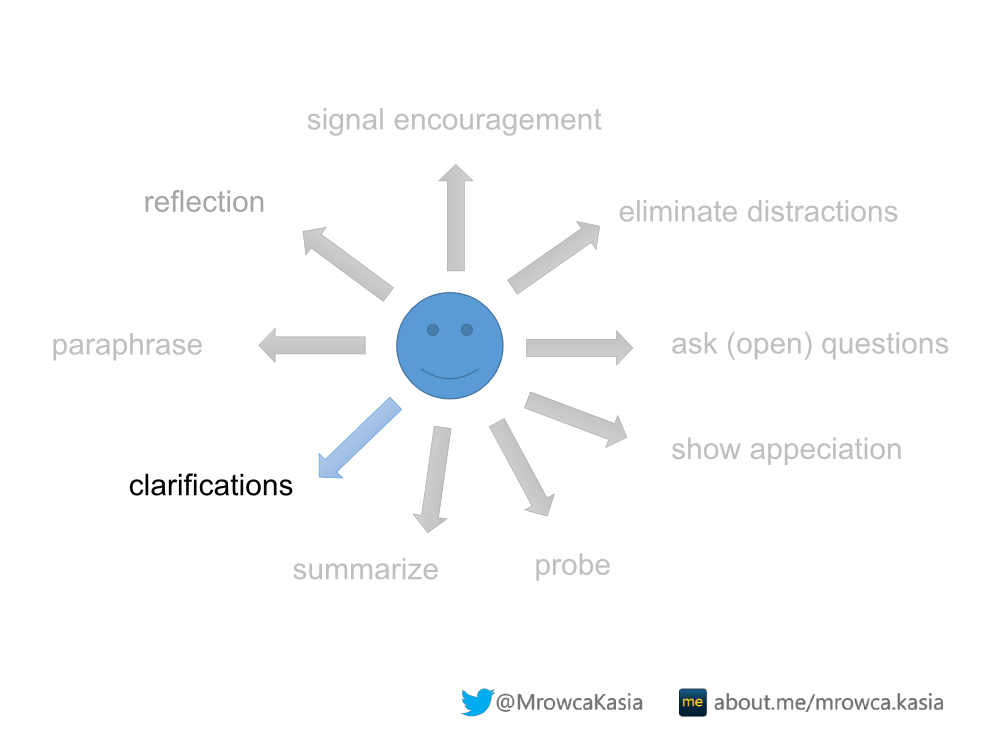 signal encouragement
reflection
eliminate distractions
paraphrase
ask (open) questions
show appeciation
clarifications
summarize
probe
@MrowcaKasia
me about.me/mrowca.kasia